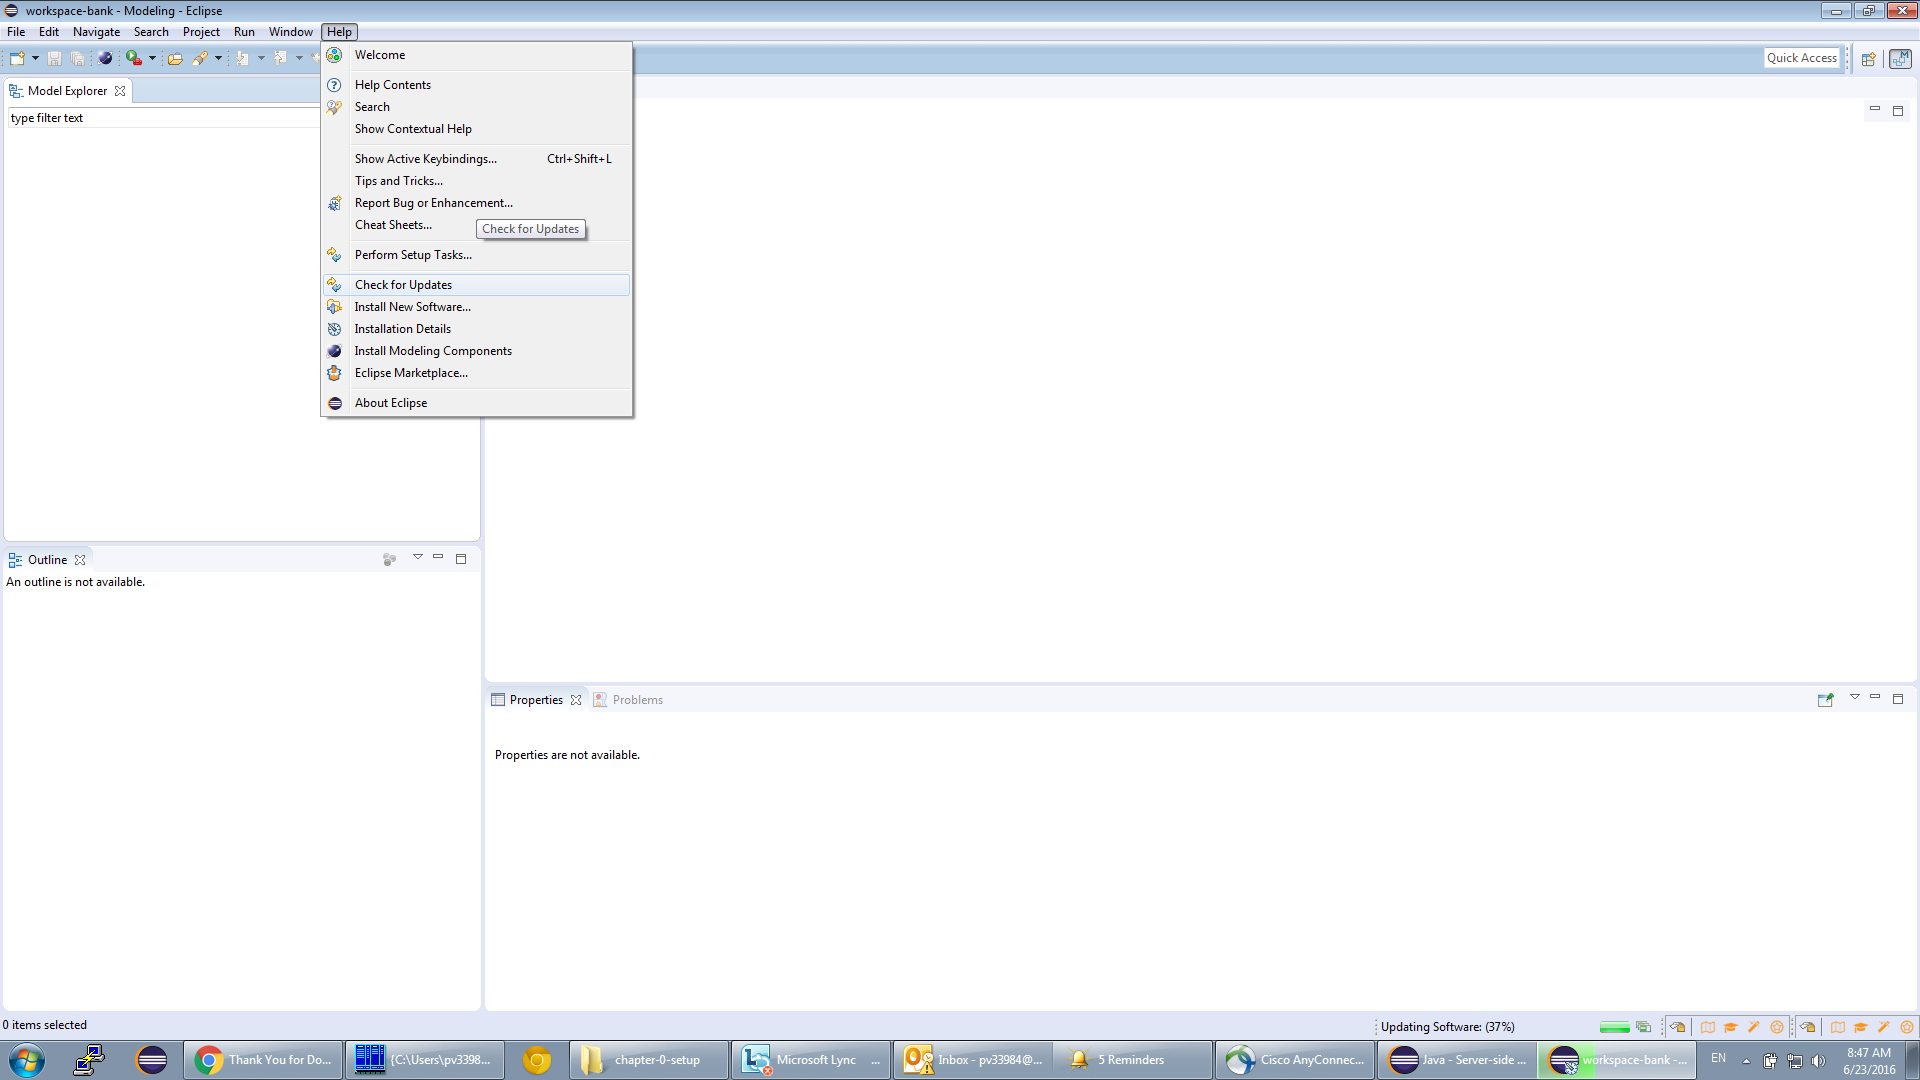 workspace-bank - Modeling - Eclipse
File Edit Navigate Search Project Run Window Help
Quick Access
Welcome
Help Contents
Search
Show Contextual Help
Show Active Keybindings... Ctrl+Shift+L
Tips and Tricks...
Report Bug or Enhancement...
Cheat Sheets...
Check for Updates
Perform Setup Tasks...
Check for Updates
Install New Software...
Installation Details
Install Modeling Components
Eclipse Marketplace...
About Eclipse
Model Explorer
type filter text
Outline
An outline is not available.
Properties Problems
Properties are not available.
0 items selected
Updating Software: (37%)
Thank You for Do...
{C:\Users\pv3398...
chapter-0-setup
Microsoft Lync ...
Inbox - pv33984@...
5 Reminders
Cisco AnyConnec...
Java - Server-side ...
workspace-bank -...
EN
8:47 AM
6/23/2016